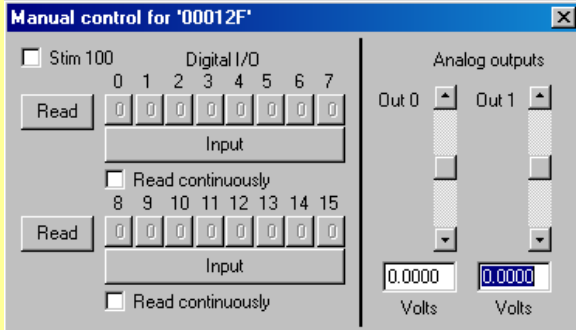 Manual control for '00012F'
Stim 100 Digital I/O
0 1 2 3 4 5 6 7
Read 0 0 0 0 0 0 0 0
Input
Read continuously
8 9 10 11 12 13 14 15
Read 0 0 0 0 0 0 0 0
Input
Read continuously
Analog outputs
Out 0 Out 1
0.0000 0.0000
Volts Volts